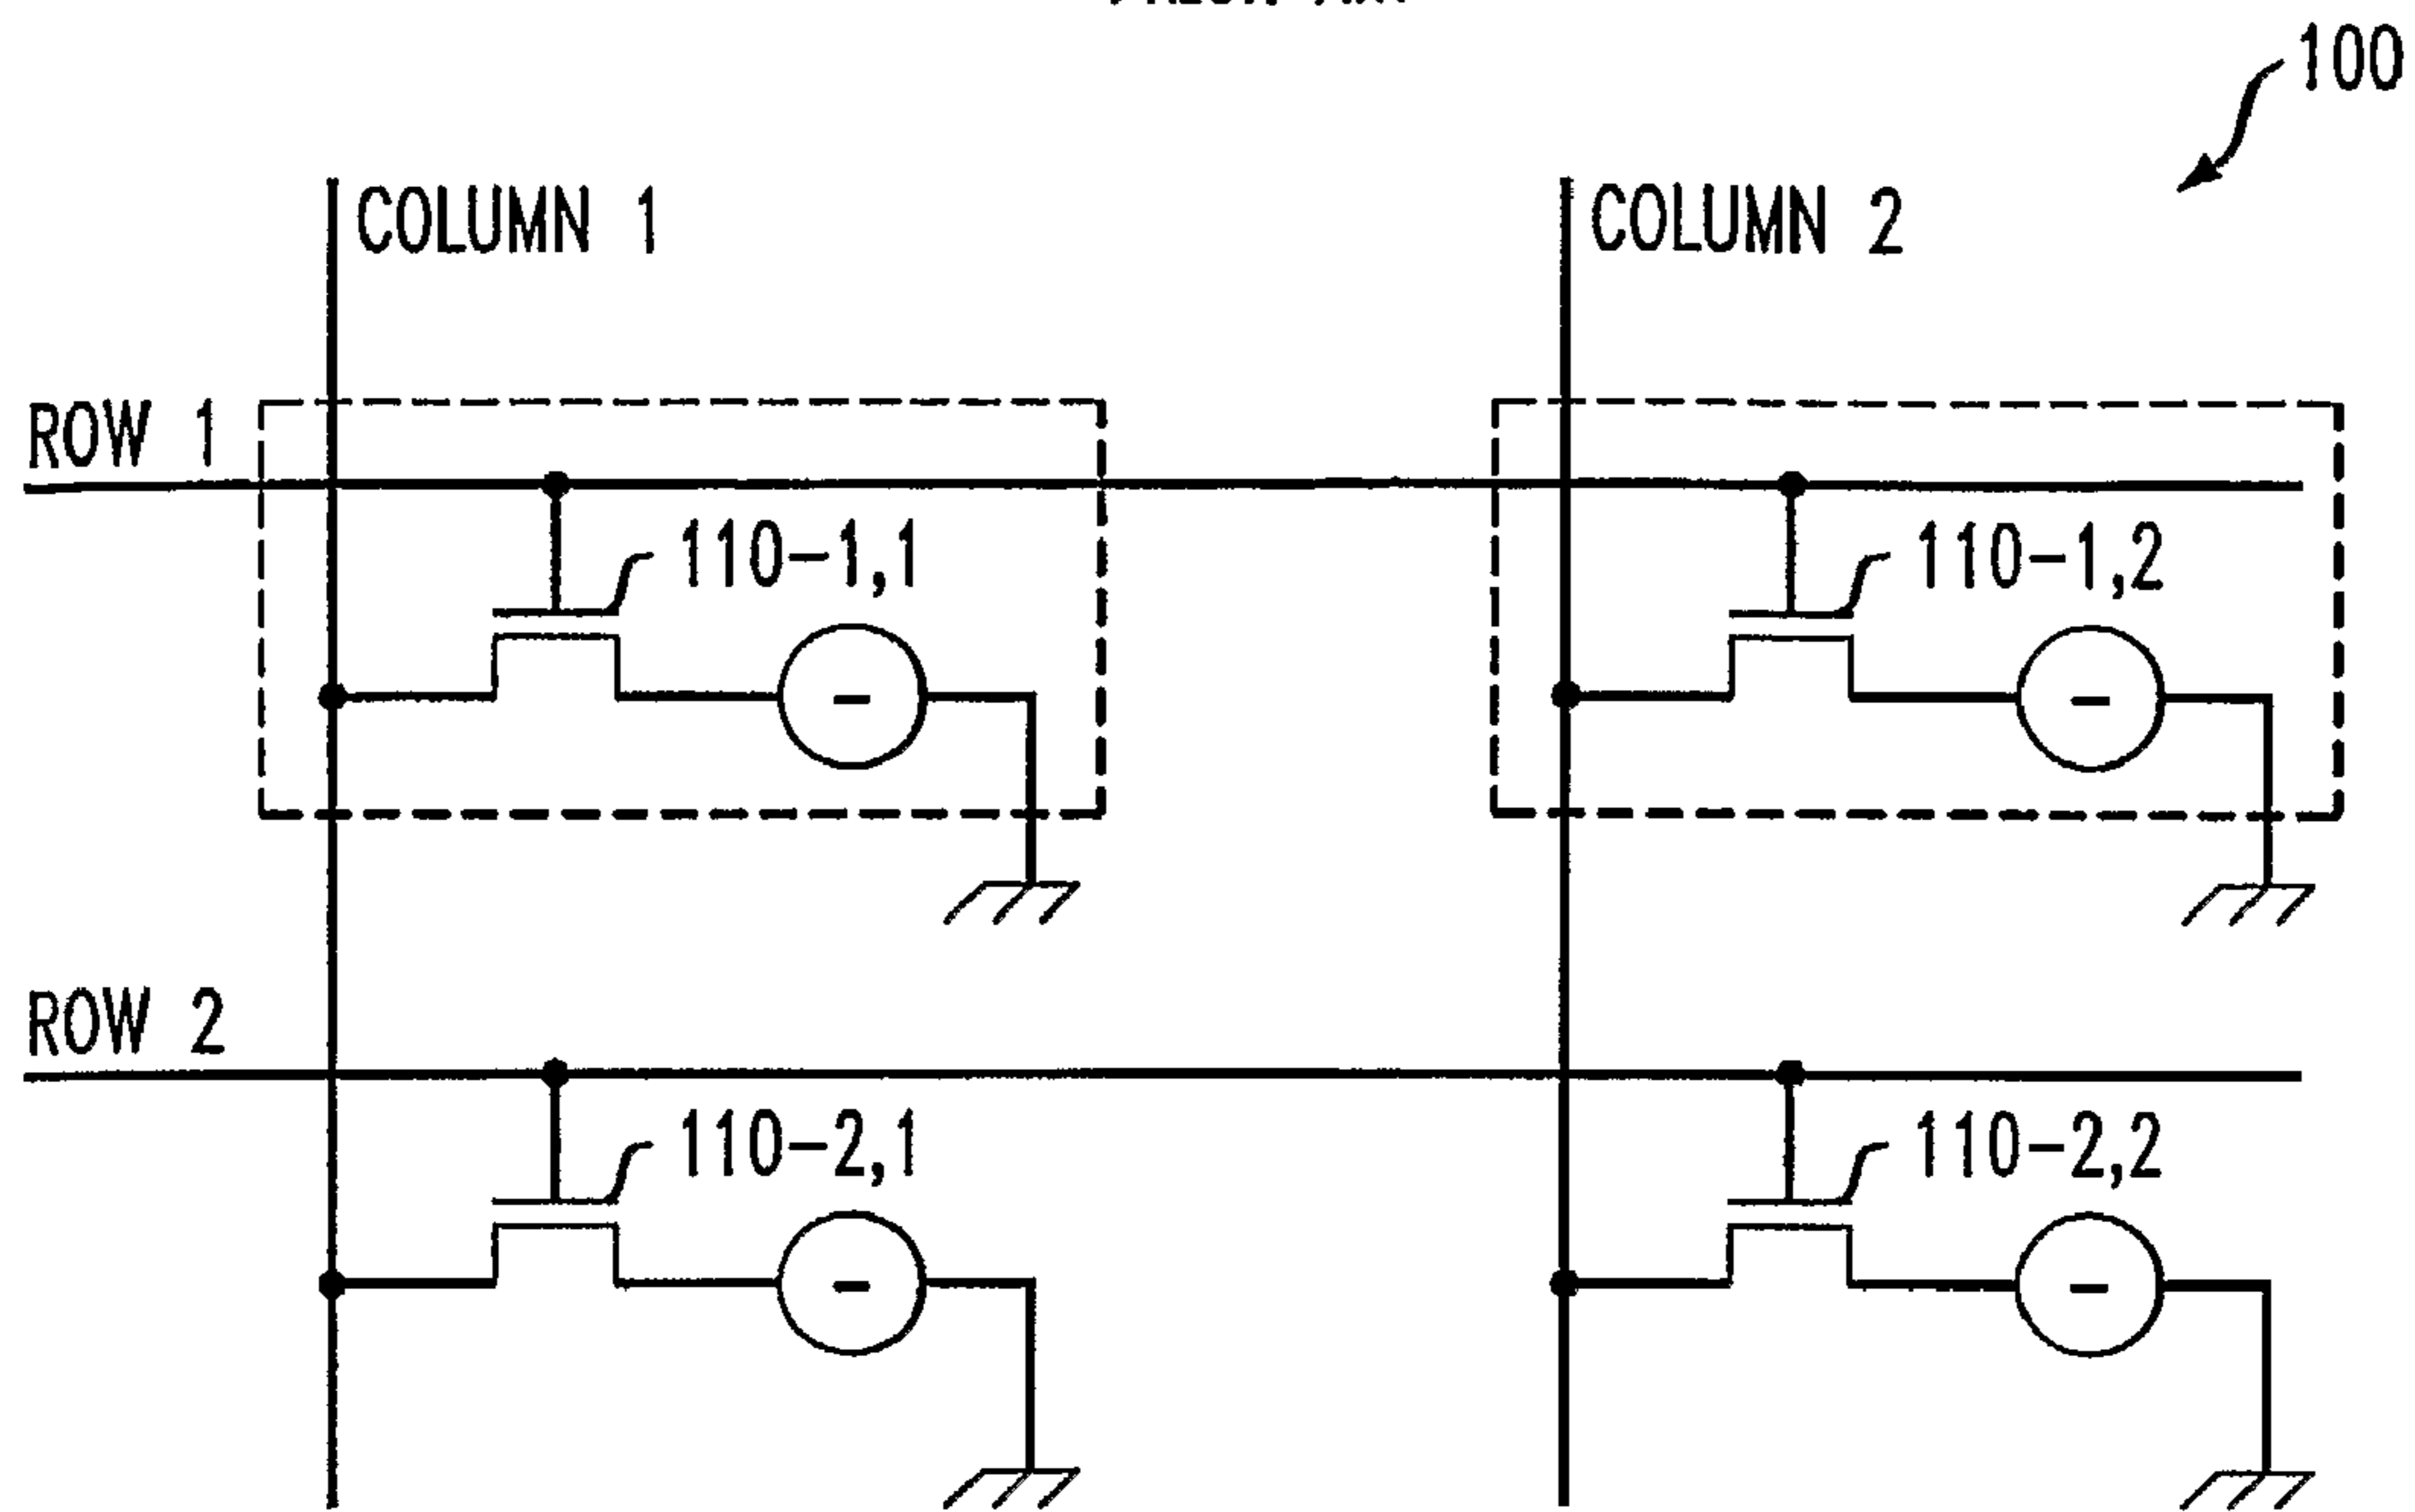 100
COLUMN 1 COLUMN 2
ROW 1
110-1,1 110-1,2
-
-
ROW 2
110-2,1 110-2,2
-
-